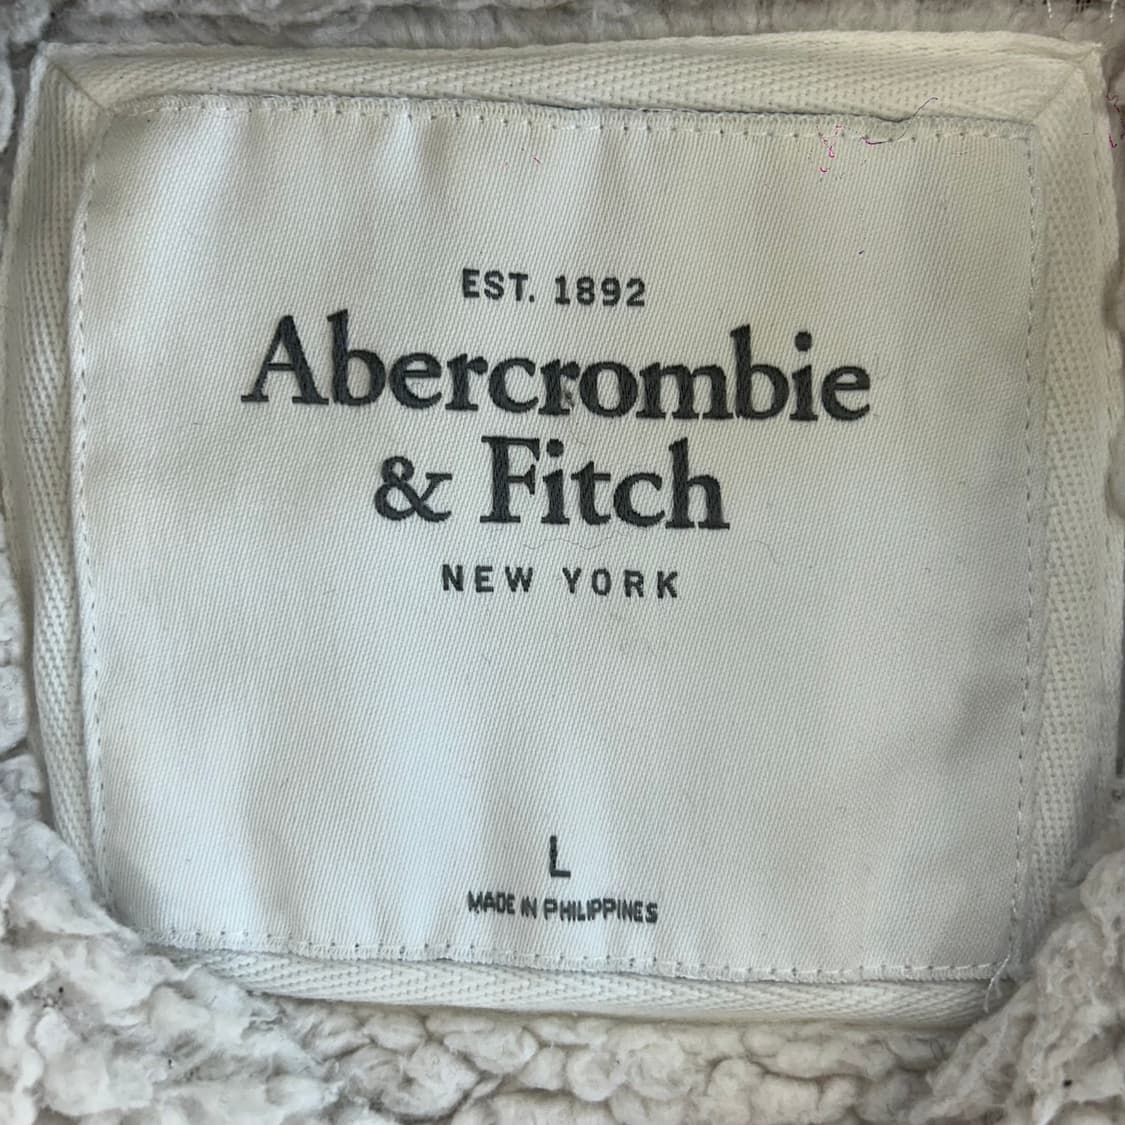 EST. 1892
Abercrombie
& Fitch
NEW YORK
L
MADE IN PHILIPPINES